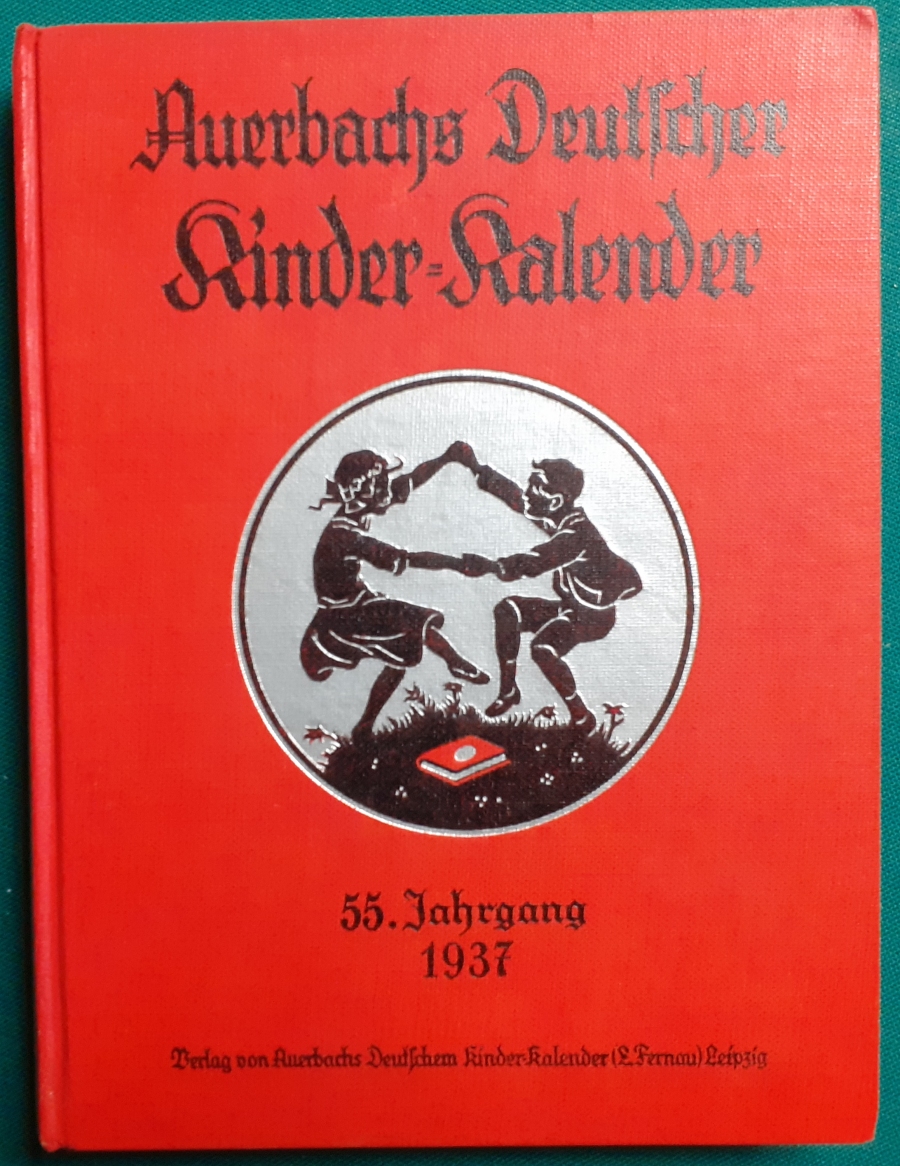 Auerbachs Deutscher
Kinder-Kalender
55. Jahrgang
1937
Verlag von Auerbachs Deutschem Kinder-Kalender (L. Fernau) Leipzig